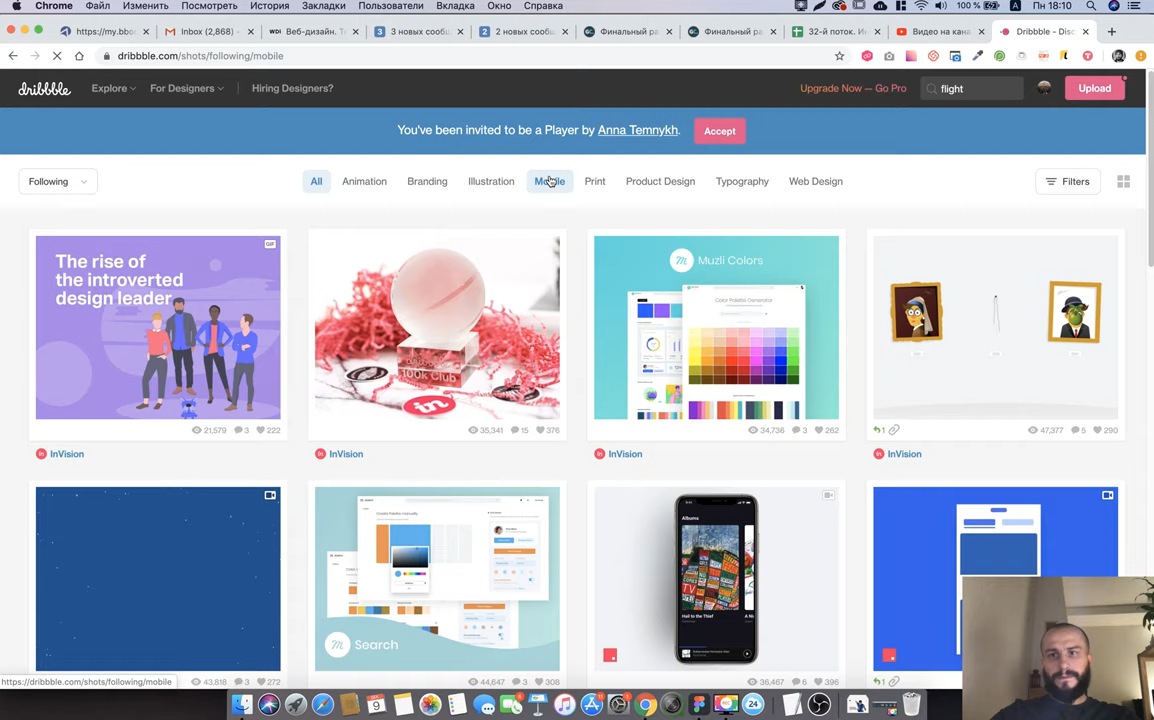 Chrome Файл Изменить Посмотреть История Закладки Пользователи Вкладка Окно Справка 100 % Пн 18:10
https://my.bbo Inbox (2,868) Веб-дизайн. Т 3 новых сооб 2 новых сооб Финальный ра Финальный ра 32-й поток. И Видео на кана Dribbble - Disc
dribbble.com/shots/following/mobile
dribbble Explore For Designers Hiring Designers? Upgrade Now — Go Pro flight Upload
You've been invited to be a Player by Anna Temnykh. Accept
Following All Animation Branding Illustration Mobile Print Product Design Typography Web Design Filters
The rise of
the introverted
design leader
GIF
100k Club
Muzli Colors
Color Palette Generator
21,579 3 222
35,341 15 376
34,736 3 262
1 47,377 5 290
InVision InVision InVision InVision
Search
Albums
Hail to the Thief
43,818 3 272
44,647 3 308
36,467 6 396
1
https://dribbble.com/shots/following/mobile